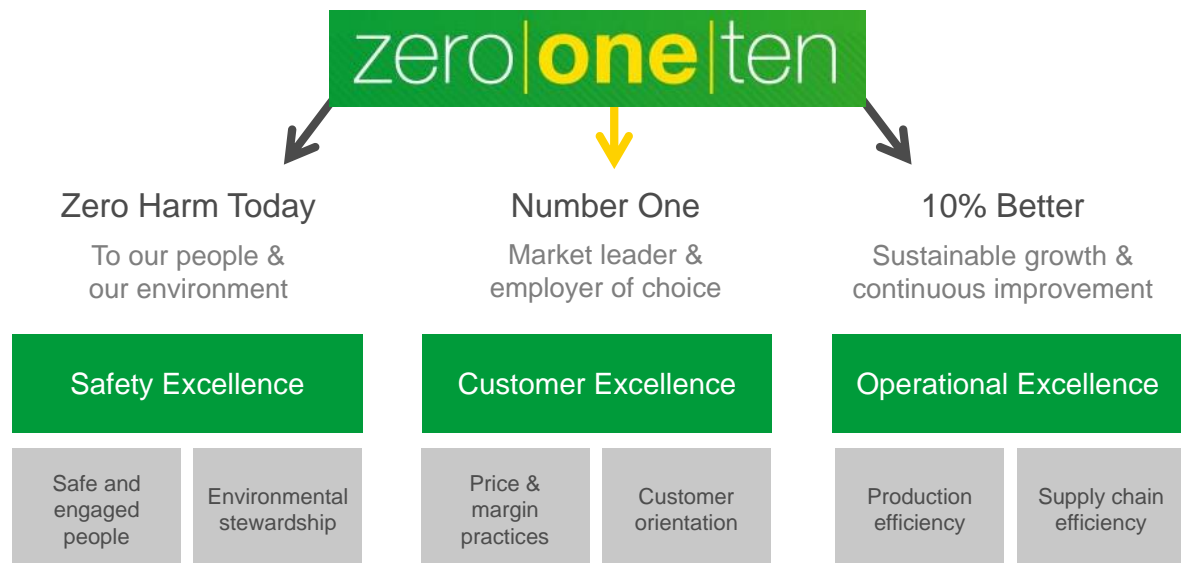 zero|one|ten
Zero Harm Today
To our people &
our environment
Number One
Market leader &
employer of choice
10% Better
Sustainable growth &
continuous improvement
Safety Excellence
Customer Excellence
Operational Excellence
Safe and
engaged
people
Environmental
stewardship
Price &
margin
practices
Customer
orientation
Production
efficiency
Supply chain
efficiency